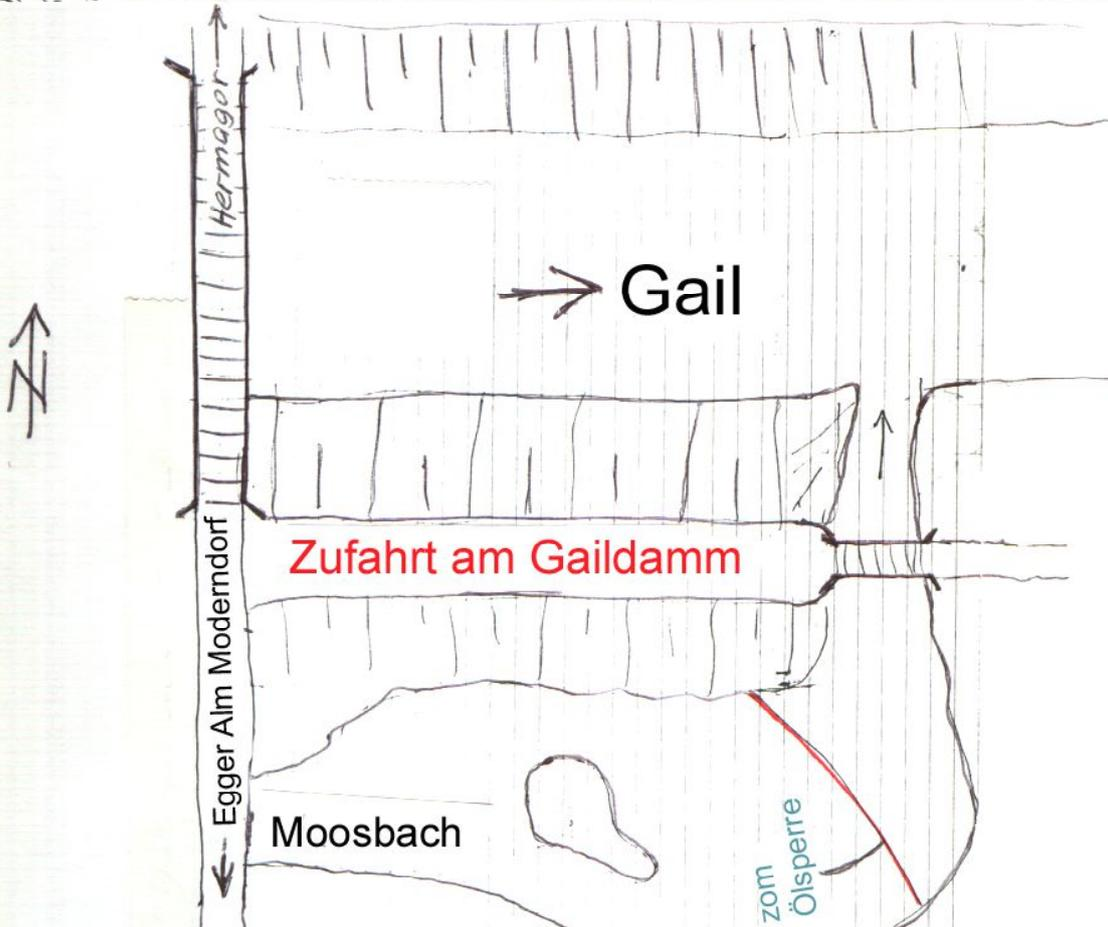 Hermagor
Gail
N
Zufahrt am Gaildamm
Egger Alm Moderndorf
Moosbach
zom
Ölsperre